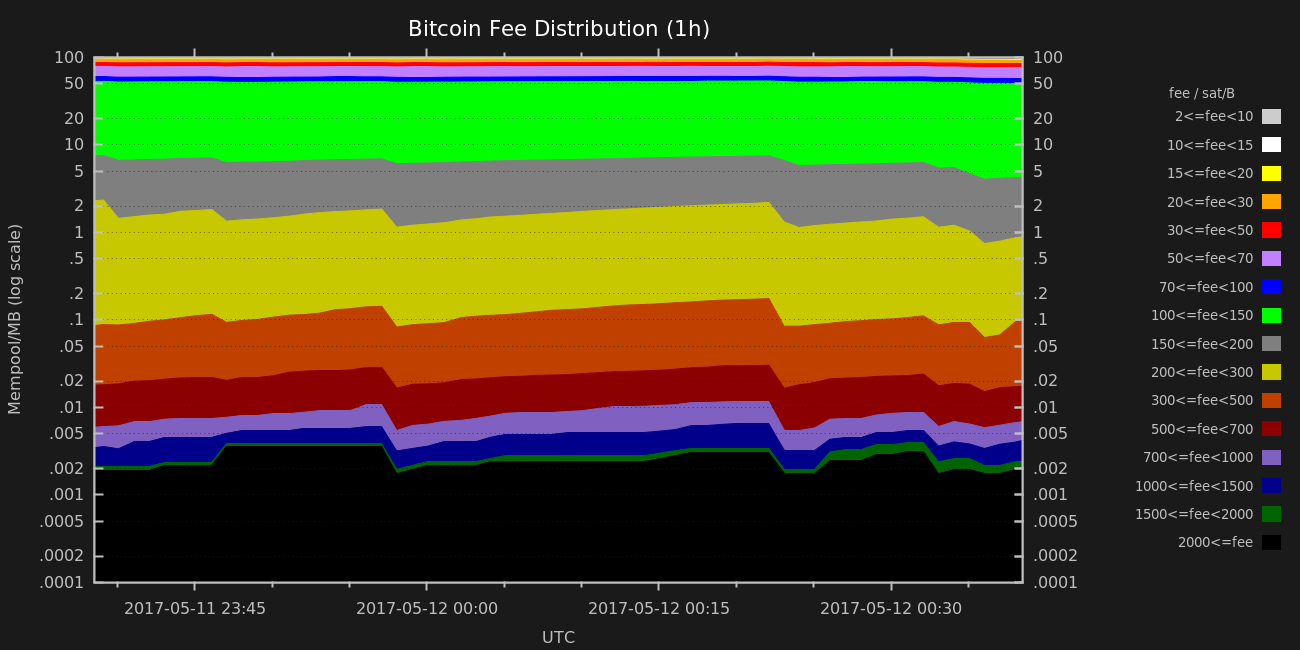 Bitcoin Fee Distribution (1h)
Mempool/MB (log scale)
100
50
20
10
5
2
1
.5
.2
.1
.05
.02
.01
.005
.002
.001
.0005
.0002
.0001
100
50
20
10
5
2
1
.5
.2
.1
.05
.02
.01
.005
.002
.001
.0005
.0002
.0001
2017-05-11 23:45
2017-05-12 00:00
2017-05-12 00:15
2017-05-12 00:30
UTC
fee / sat/B
2<=fee<10
10<=fee<15
15<=fee<20
20<=fee<30
30<=fee<50
50<=fee<70
70<=fee<100
100<=fee<150
150<=fee<200
200<=fee<300
300<=fee<500
500<=fee<700
700<=fee<1000
1000<=fee<1500
1500<=fee<2000
2000<=fee